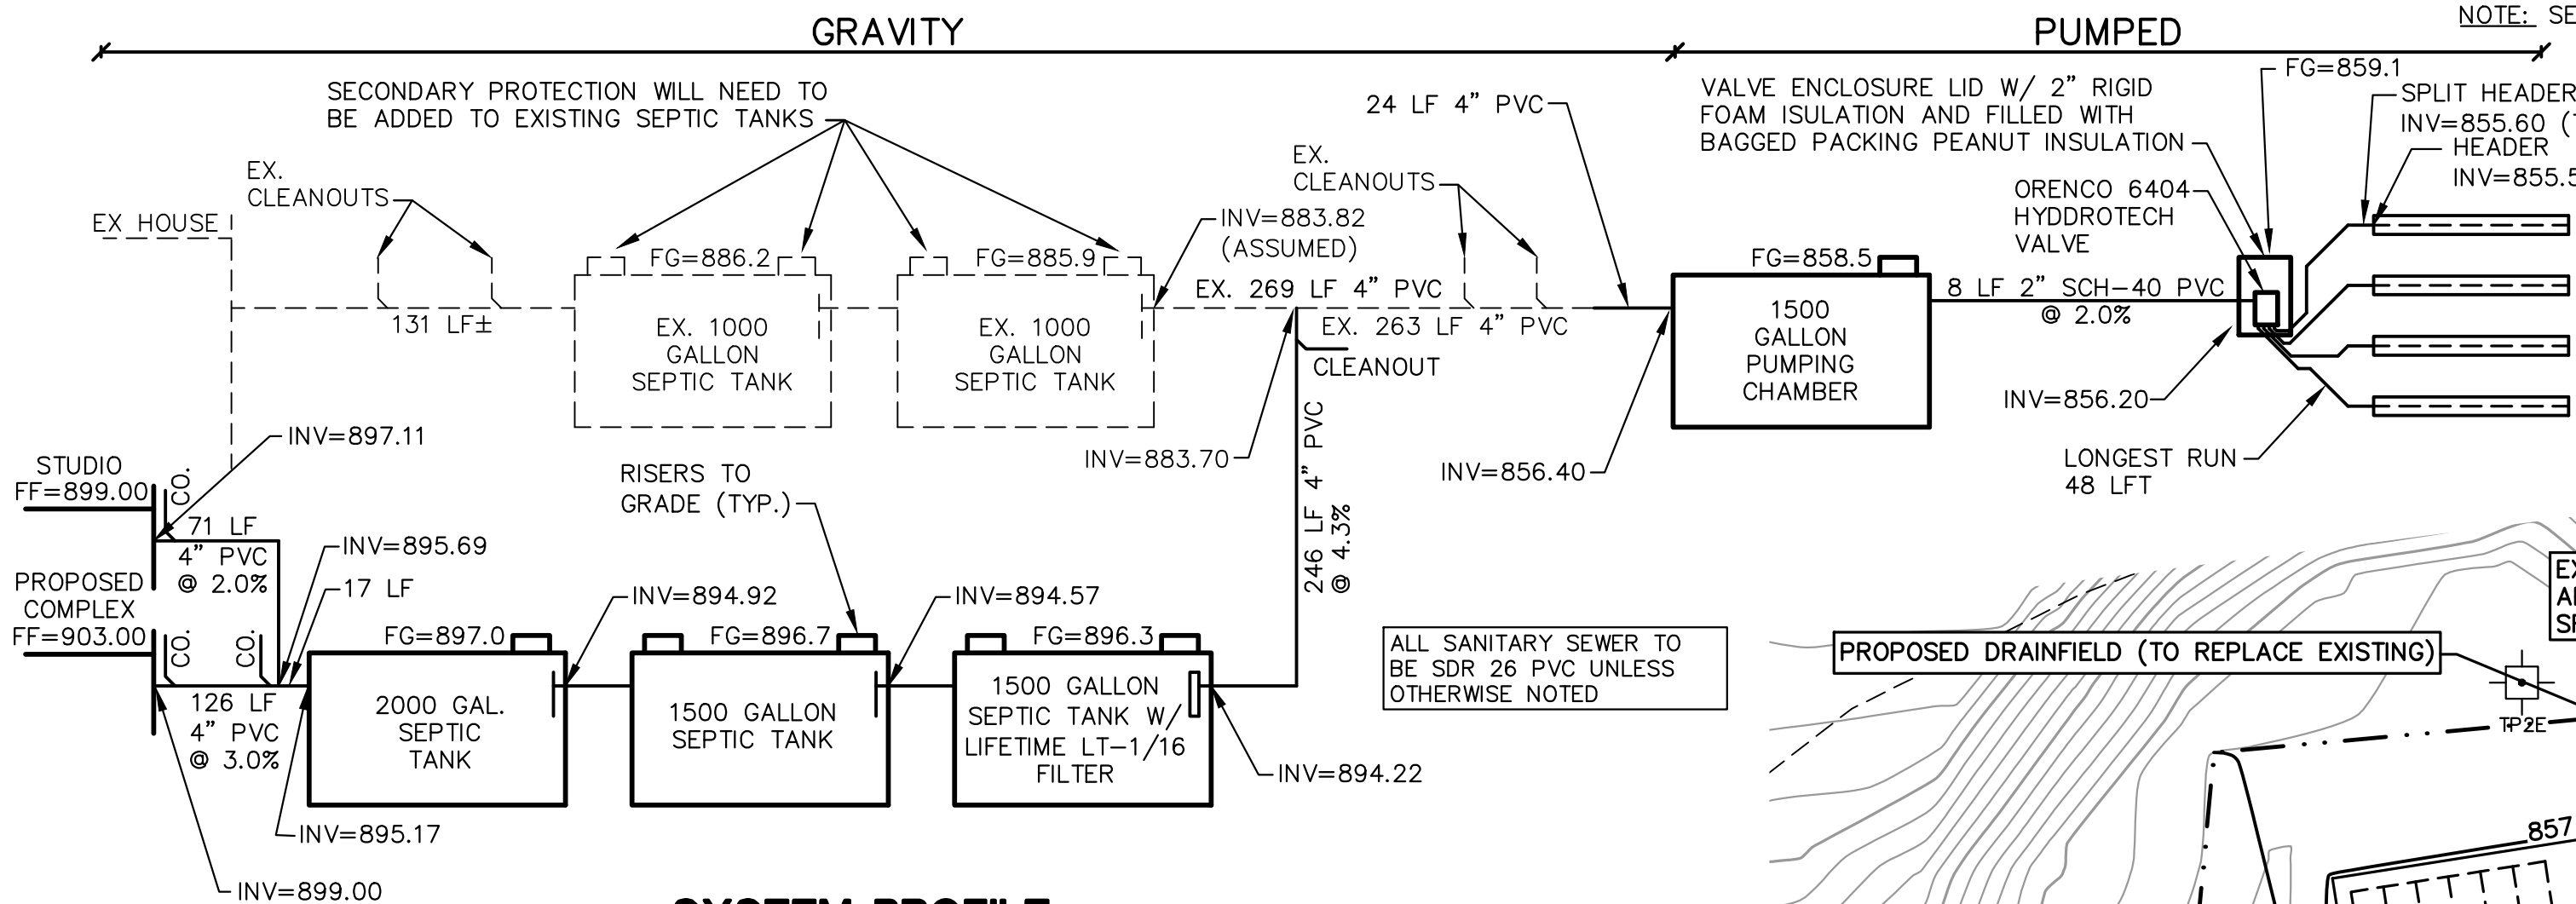 GRAVITY
PUMPED
NOTE: SE
SECONDARY PROTECTION WILL NEED TO
BE ADDED TO EXISTING SEPTIC TANKS
24 LF 4” PVC
VALVE ENCLOSURE LID W/ 2” RIGID
FOAM ISULATION AND FILLED WITH
BAGGED PACKING PEANUT INSULATION
FG=859.1
SPLIT HEADER
INV=855.60 (T
HEADER
INV=855.5
EX.
CLEANOUTS
EX.
CLEANOUTS
ORENCO 6404
HYDDROTECH
VALVE
EX HOUSE
INV=883.82
(ASSUMED)
FG=886.2
FG=885.9
FG=858.5
131 LF±
EX. 1000
GALLON
SEPTIC TANK
EX. 1000
GALLON
SEPTIC TANK
EX. 269 LF 4” PVC
EX. 263 LF 4” PVC
CLEANOUT
1500
GALLON
PUMPING
CHAMBER
8 LF 2” SCH-40 PVC
@ 2.0%
INV=856.20
LONGEST RUN
48 LFT
INV=883.70
INV=856.40
246 LF 4” PVC
@ 4.3%
INV=897.11
STUDIO
FF=899.00
CO.
71 LF
4” PVC
@ 2.0%
RISERS TO
GRADE (TYP.)
INV=895.69
17 LF
PROPOSED
COMPLEX
FF=903.00
CO.
CO.
126 LF
4” PVC
@ 3.0%
FG=897.0
INV=894.92
FG=896.7
INV=894.57
FG=896.3
2000 GAL.
SEPTIC
TANK
1500 GALLON
SEPTIC TANK
1500 GALLON
SEPTIC TANK W/
LIFETIME LT-1/16
FILTER
INV=894.22
INV=895.17
INV=899.00
ALL SANITARY SEWER TO
BE SDR 26 PVC UNLESS
OTHERWISE NOTED
PROPOSED DRAINFIELD (TO REPLACE EXISTING)
TP2E
857
SYSTEM PROFILE